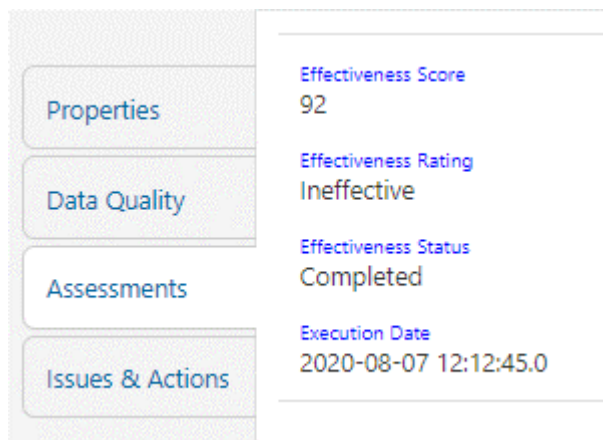 Properties
Data Quality
Assessments
Issues & Actions
Effectiveness Score
92
Effectiveness Rating
Ineffective
Effectiveness Status
Completed
Execution Date
2020-08-07 12:12:45.0